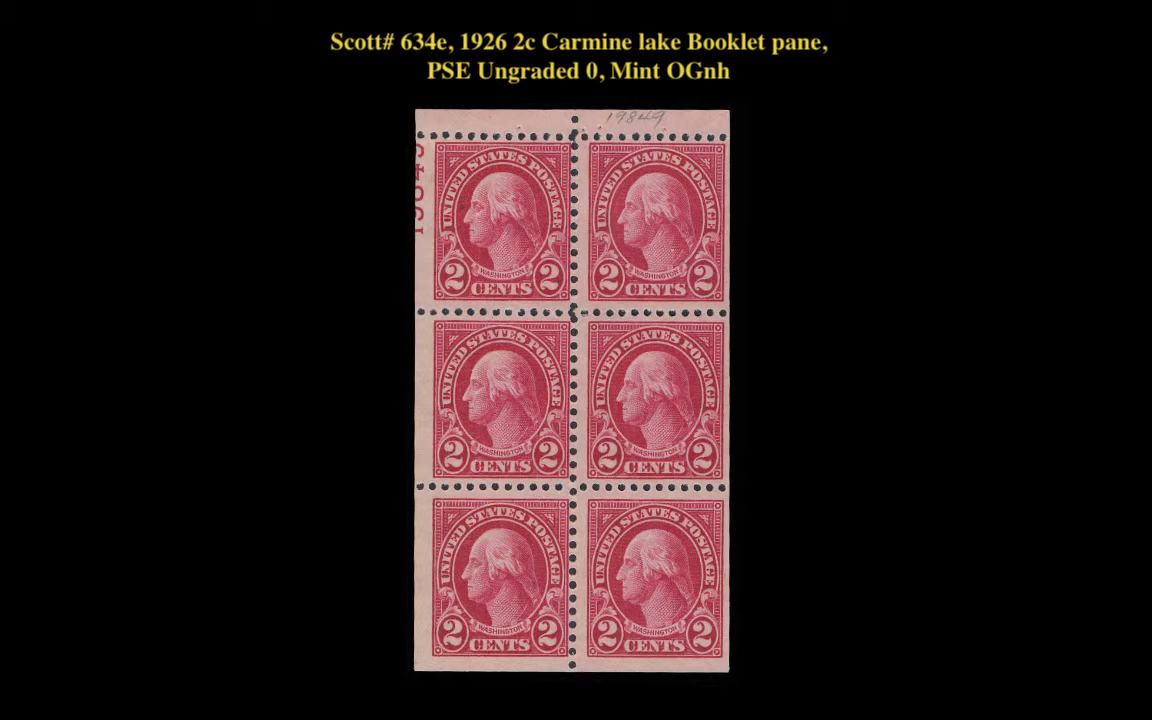 Scott# 634e, 1926 2c Carmine lake Booklet pane,
PSE Ungraded 0, Mint OGnh
19849
19849
UNITED STATES POSTAGE
WASHINGTON
2 CENTS 2
UNITED STATES POSTAGE
WASHINGTON
2 CENTS 2
UNITED STATES POSTAGE
WASHINGTON
2 CENTS 2
UNITED STATES POSTAGE
WASHINGTON
2 CENTS 2
UNITED STATES POSTAGE
WASHINGTON
2 CENTS 2
UNITED STATES POSTAGE
WASHINGTON
2 CENTS 2